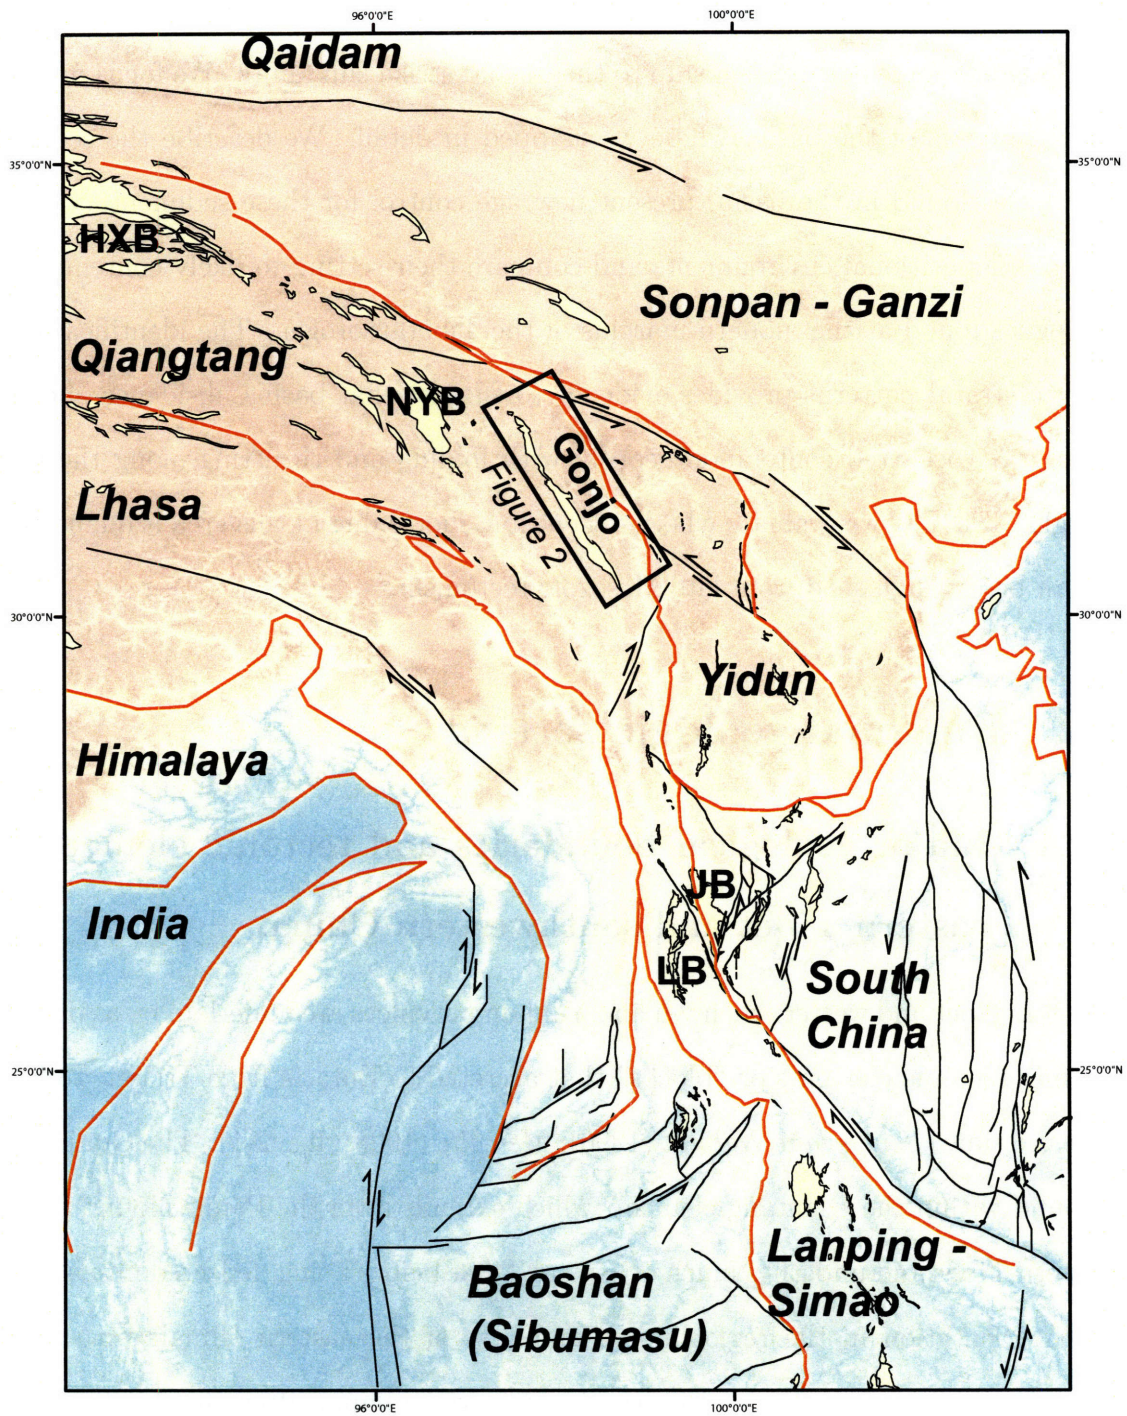 96°0'0"E
100°0'0"E
Qaidam
35°0'0"N
35°0'0"N
HXB
Sonpan - Ganzi
Qiangtang
NYB
Gonjo
Figure 2
Lhasa
30°0'0"N
30°0'0"N
Yidun
Himalaya
JB
India
LB
South
China
25°0'0"N
25°0'0"N
Lanping -
Simao
Baoshan
(Sibumasu)
96°0'0"E
100°0'0"E